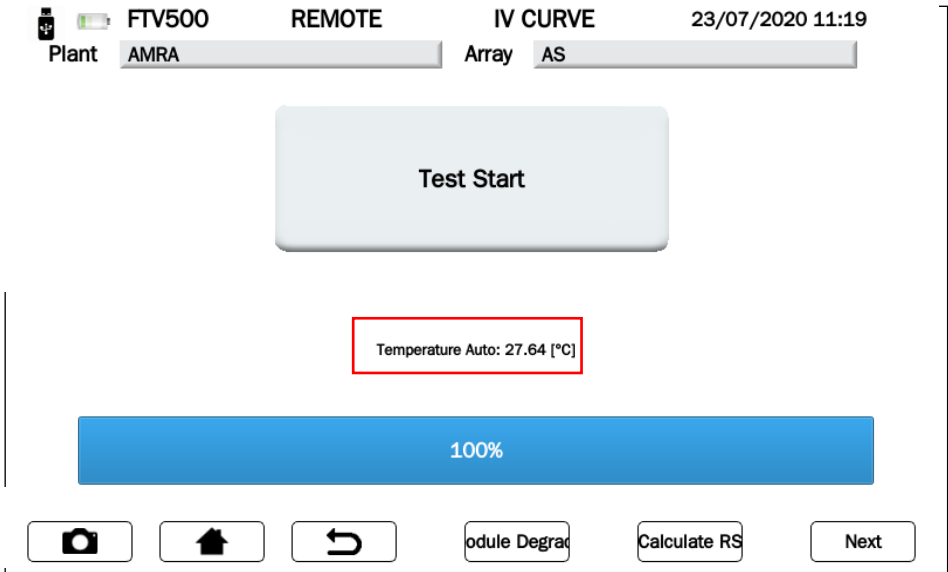 FTV500 REMOTE IV CURVE 23/07/2020 11:19
Plant AMRA Array AS
Test Start
Temperature Auto: 27.64 [°C]
100%
odule Degrad Calculate RS Next